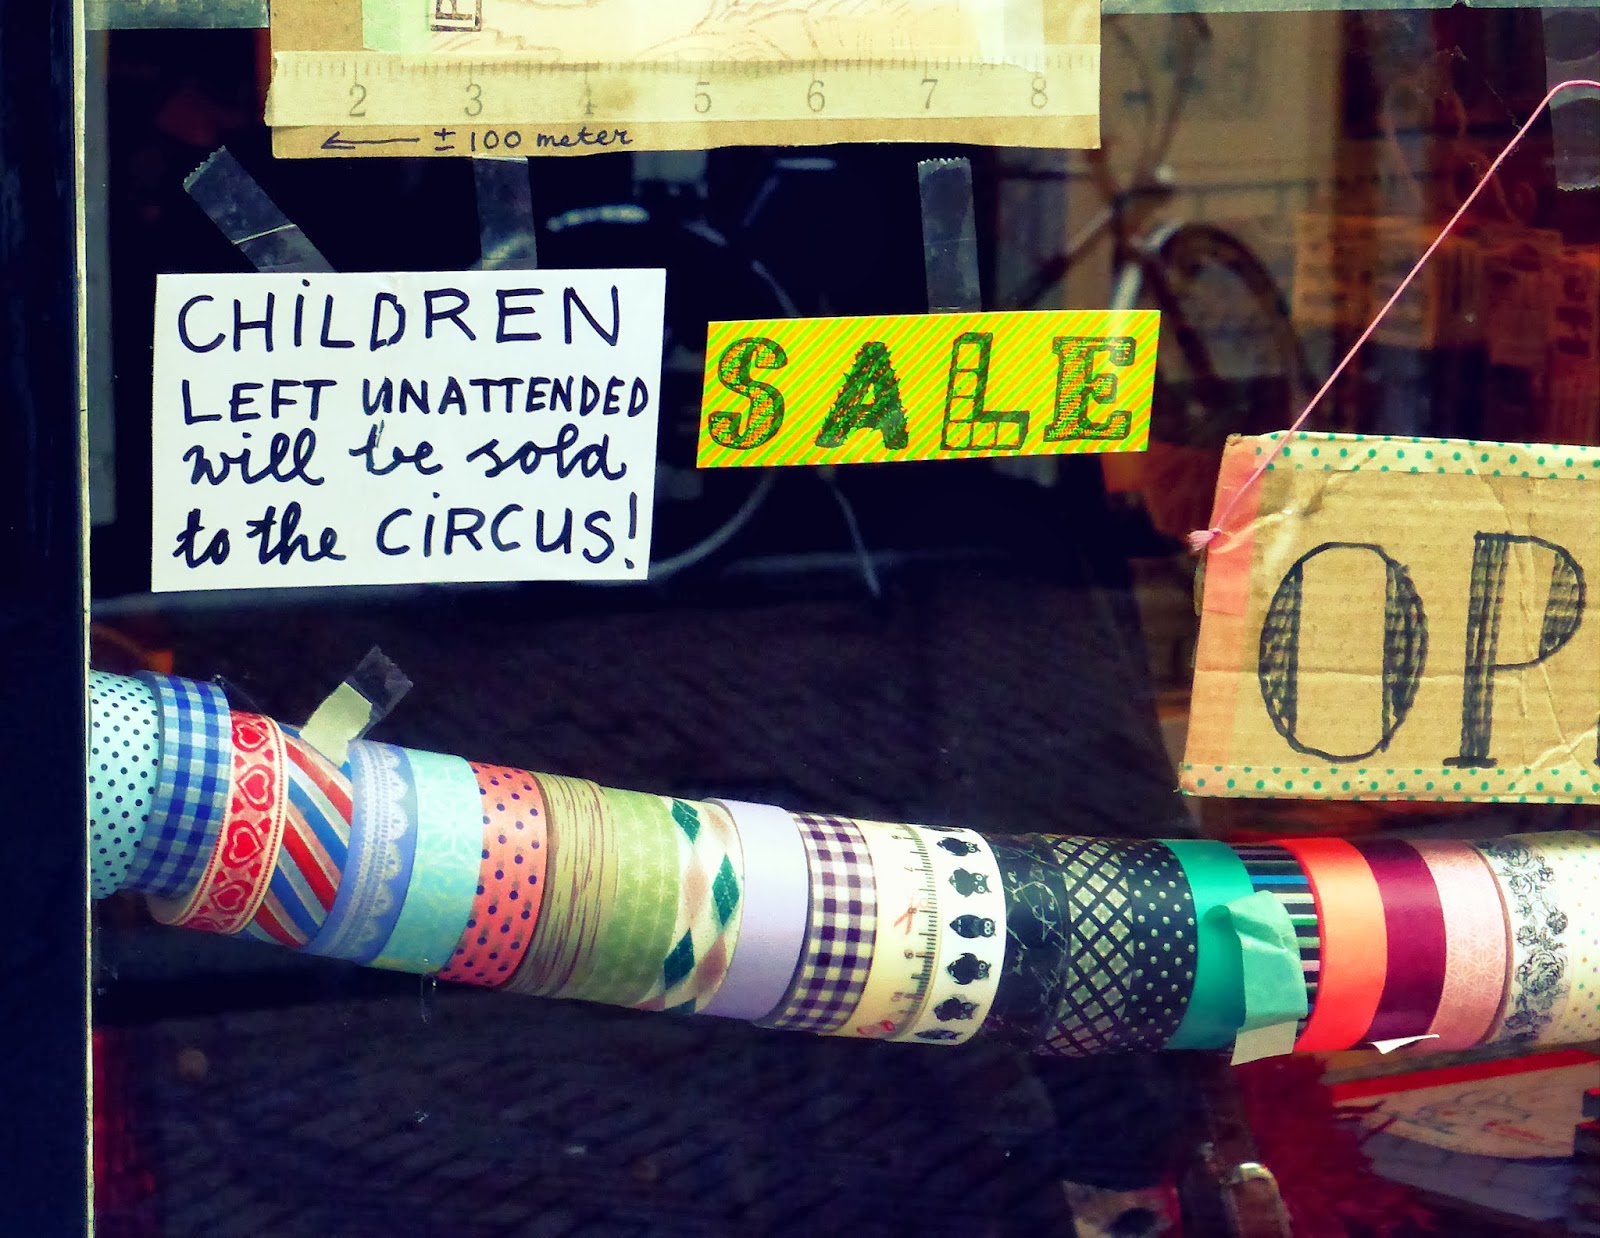 2 3 4 5 6 7 8
← ± 100 meter
CHiLDREN
LEFT UNATTENDED
will be sold
to the CiRCUS!
SALE
OP